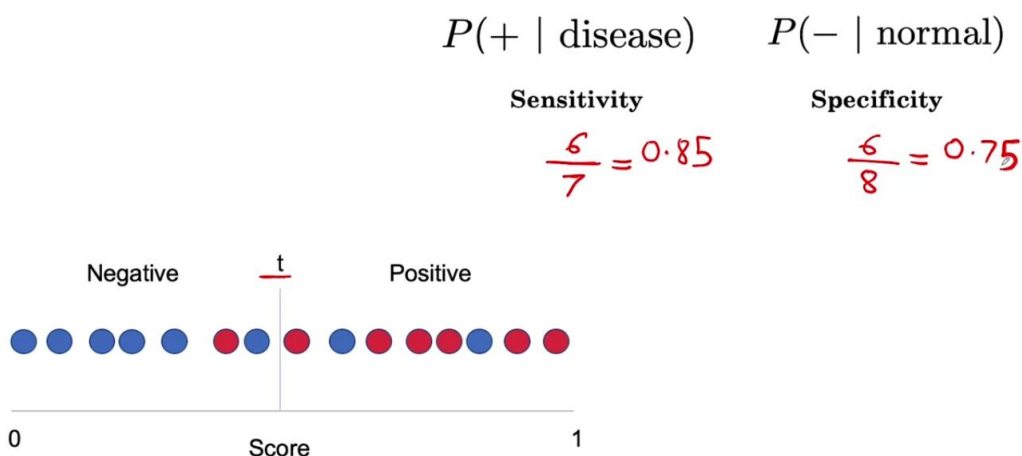 P(+ | disease) P(− | normal)
Sensitivity Specificity
6/7 = 0.85 6/8 = 0.75
Negative t Positive
0 1
Score